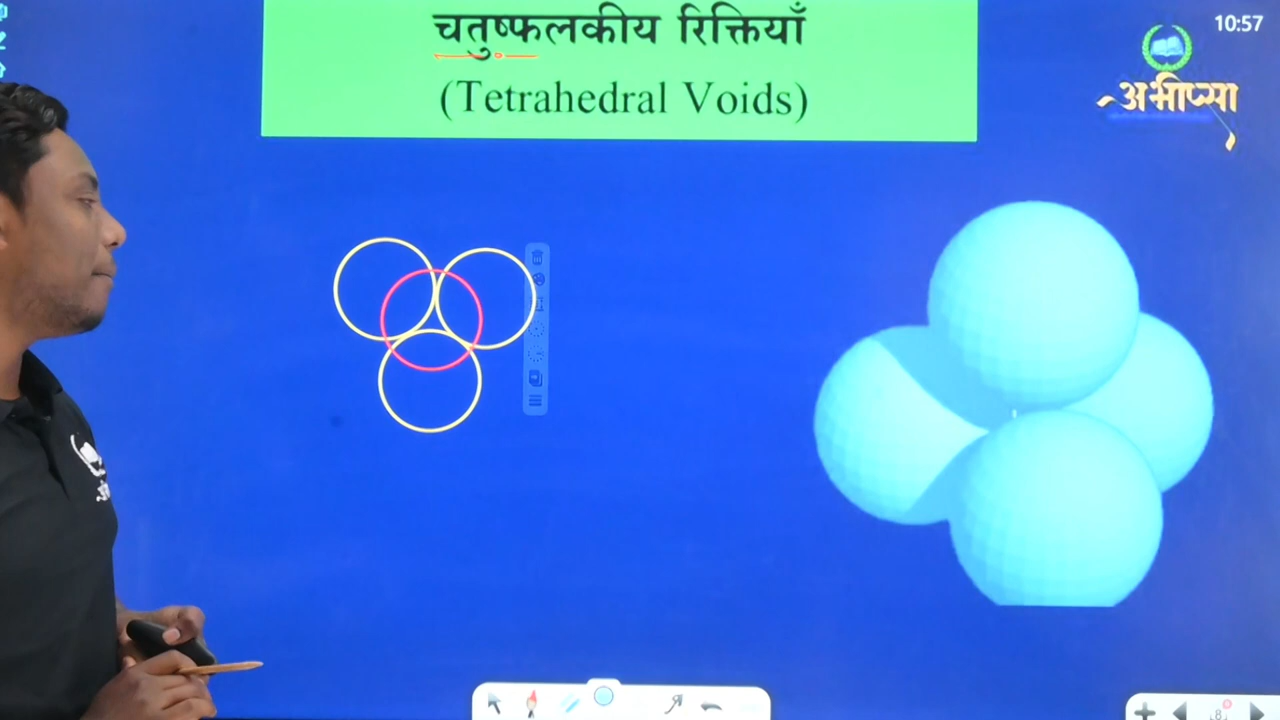 चतुष्फलकीय रिक्तियाँ
(Tetrahedral Voids)
10:57
अभीप्सा